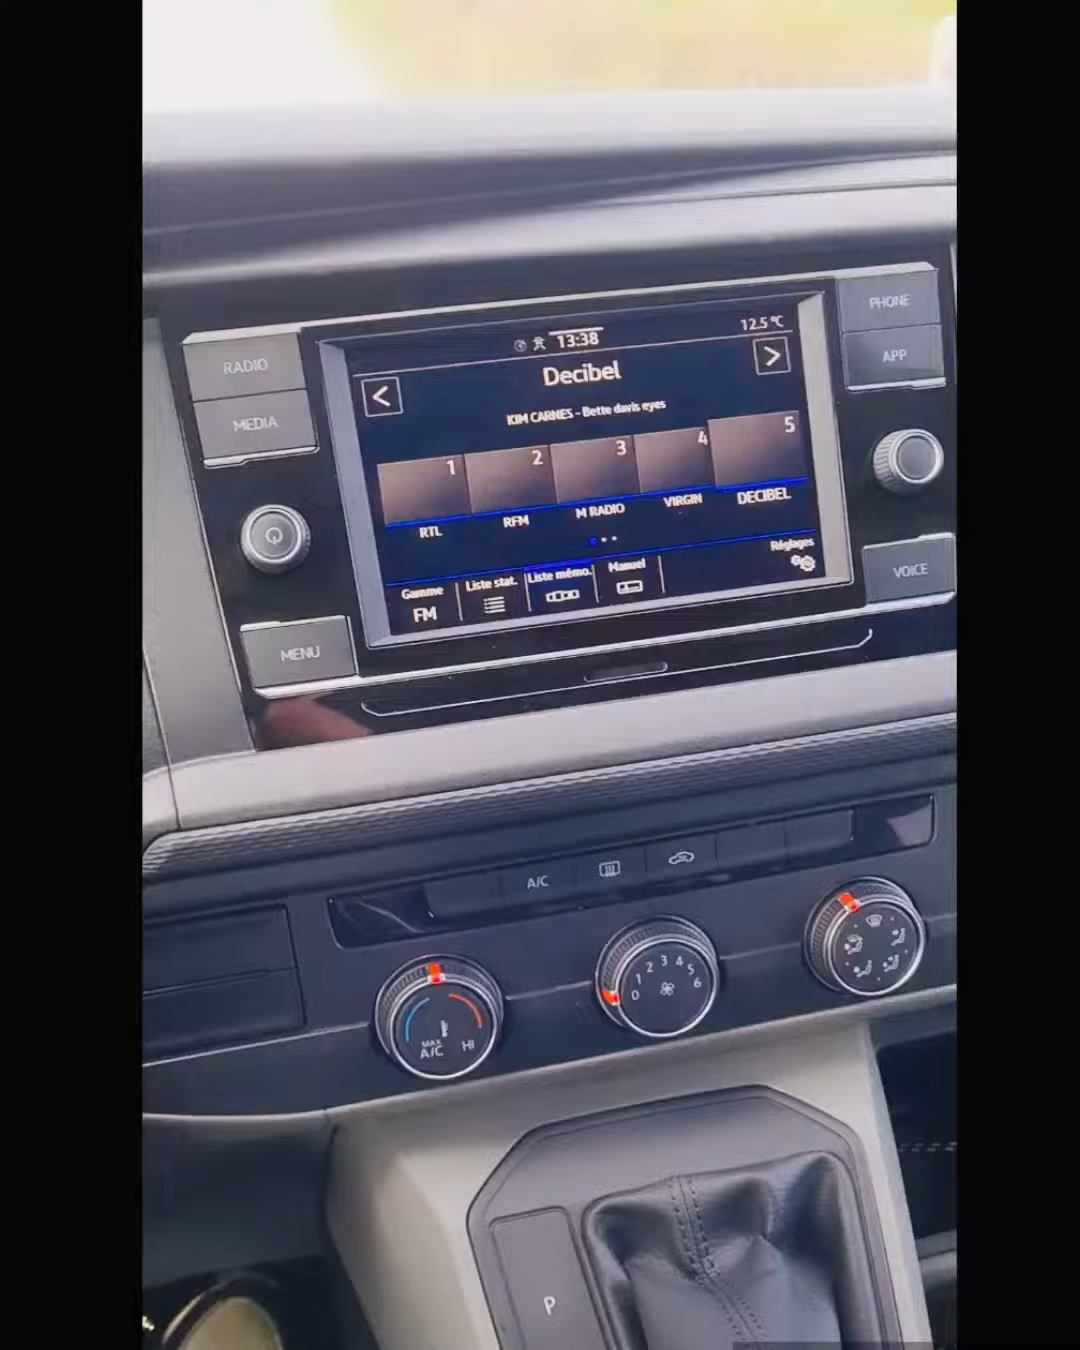 RADIO
MEDIA
MENU
PHONE
APP
VOICE
13:38
12.5 °C
<
Decibel
>
KIM CARNES - Bette davis eyes
1 2 3 4 5
RTL RFM M RADIO VIRGIN DECIBEL
Gamme
FM
Liste stat.
Liste mémo.
Manuel
Réglages
A/C
MAX
A/C
HI
0 1 2 3 4 5 6
P